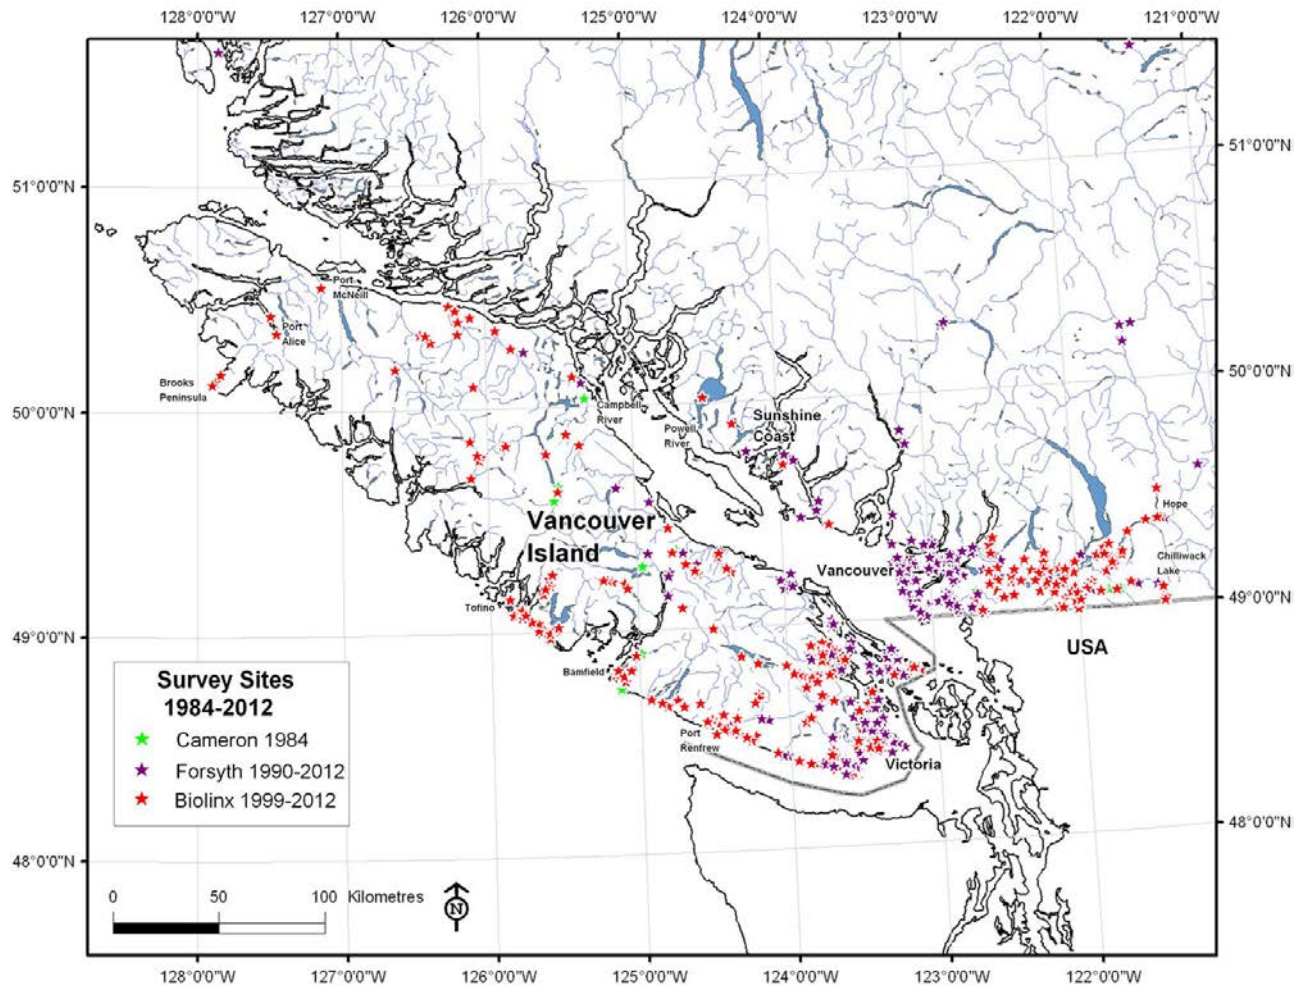 128°0'0"W 127°0'0"W 126°0'0"W 125°0'0"W 124°0'0"W 123°0'0"W 122°0'0"W 121°0'0"W
51°0'0"N
51°0'0"N
Port
McNeill
Port
Alice
50°0'0"N
Brooks
Peninsula
50°0'0"N
Campbell
River
Powell
River
Sunshine
Coast
Hope
Vancouver
Island
Vancouver
Chilliwack
Lake
49°0'0"N
Tofino
49°0'0"N
USA
Bamfield
Survey Sites
1984-2012
Cameron 1984
Forsyth 1990-2012
Biolinx 1999-2012
Port
Renfrew
Victoria
48°0'0"N
48°0'0"N
0 50 100 Kilometres
N
128°0'0"W 127°0'0"W 126°0'0"W 125°0'0"W 124°0'0"W 123°0'0"W 122°0'0"W